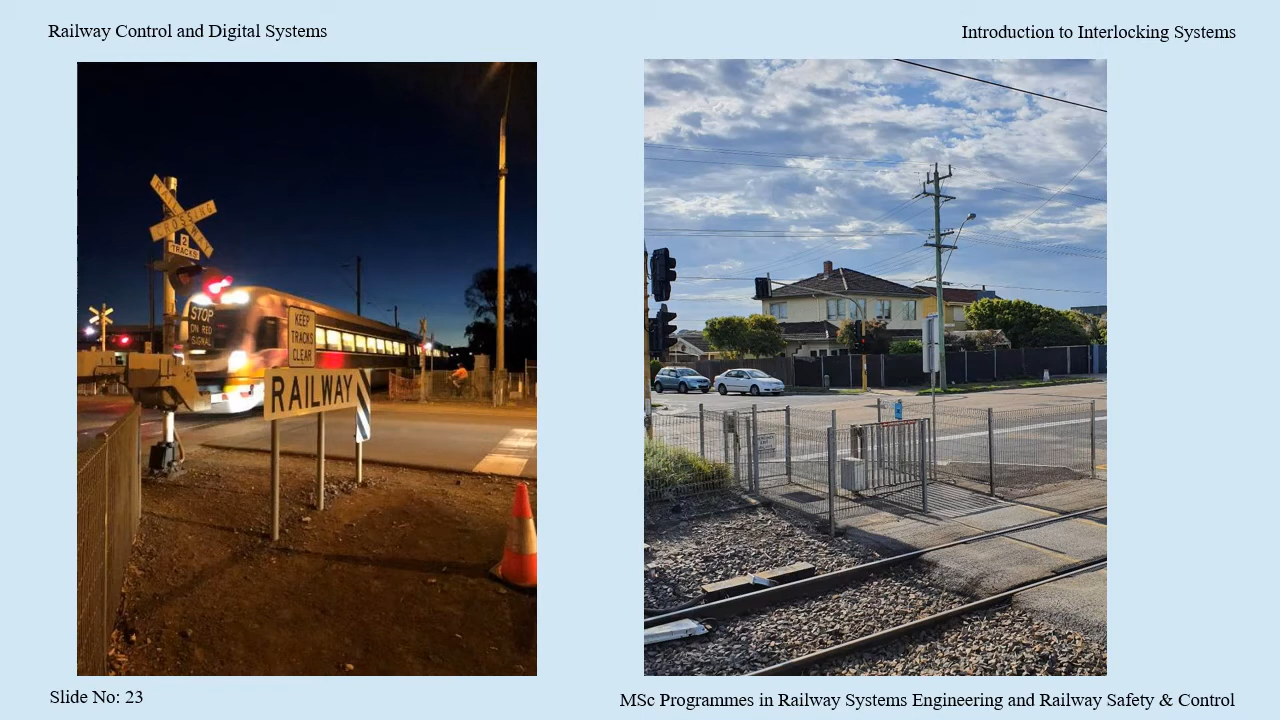 Railway Control and Digital Systems
Introduction to Interlocking Systems
RAILWAY
CROSSING
2
TRACKS
STOP
ON RED
SIGNAL
KEEP
TRACKS
CLEAR
RAILWAY
Slide No: 23
MSc Programmes in Railway Systems Engineering and Railway Safety & Control